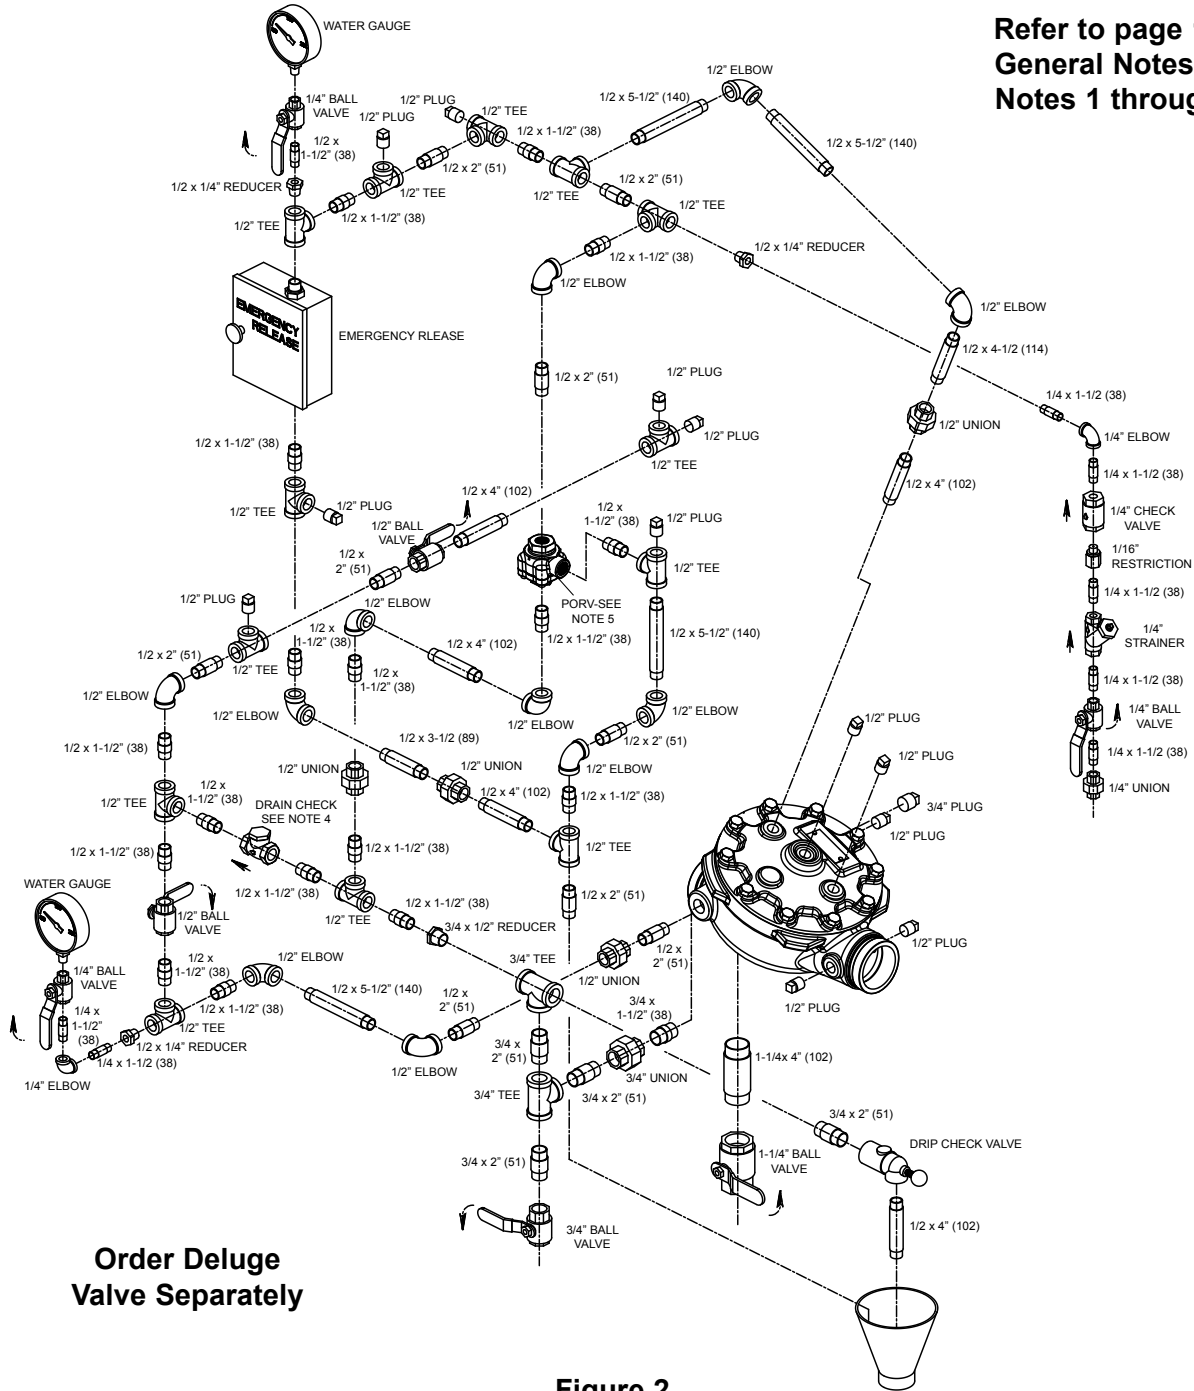 WATER GAUGE
Refer to page
General Notes
Notes 1 throug
1/2" ELBOW
1/4" BALL
VALVE
1/2" PLUG
1/2" PLUG
1/2" TEE
1/2 x 5-1/2" (140)
1/2 x 1-1/2" (38)
1/2 x 5-1/2" (140)
1/2 x
1-1/2" (38)
1/2 x 2" (51)
1/2 x 1/4" REDUCER
1/2" TEE
1/2" TEE
1/2 x 2" (51)
1/2" TEE
1/2 x 1-1/2" (38)
1/2" TEE
1/2 x 1-1/2" (38)
1/2 x 1/4" REDUCER
1/2" ELBOW
1/2" ELBOW
EMERGENCY
RELEASE
EMERGENCY RLEASE
1/2 x 4-1/2 (114)
1/2 x 2" (51)
1/2" PLUG
1/4 x 1-1/2 (38)
1/2" UNION
1/2" PLUG
1/4" ELBOW
1/2 x 1-1/2" (38)
1/2" TEE
1/4 x 1-1/2 (38)
1/2" TEE
1/2" PLUG
1/2 x 4" (102)
1/2 x 4" (102)
1/2" BALL
VALVE
1/2 x
1-1/2" (38)
1/2" PLUG
1/4" CHECK
VALVE
1/2 x
2" (51)
1/2" TEE
1/16"
RESTRICTION
PORV-SEE
NOTE 5
1/4 x 1-1/2 (38)
1/2" PLUG
1/2" ELBOW
1/2 x
1-1/2" (38)
1/2 x 4" (102)
1/2 x 1-1/2" (38)
1/2 x 5-1/2" (140)
1/4"
STRAINER
1/2 x 2" (51)
1/2" TEE
1/2 x
1-1/2" (38)
1/4 x 1-1/2 (38)
1/2" ELBOW
1/2" ELBOW
1/2" ELBOW
1/2" ELBOW
1/4" BALL
VALVE
1/2" PLUG
1/2 x 1-1/2" (38)
1/2 x 3-1/2 (89)
1/2 x 2" (51)
1/4 x 1-1/2 (38)
1/2" PLUG
1/2" UNION
1/2" UNION
1/2" ELBOW
1/4" UNION
1/2 x
1-1/2" (38)
1/2" TEE
DRAIN CHECK
SEE NOTE 4
1/2 x 4" (102)
1/2 x 1-1/2" (38)
3/4" PLUG
1/2" PLUG
1/2 x 1-1/2" (38)
1/2 x 1-1/2" (38)
1/2" TEE
WATER GAUGE
1/2 x 1-1/2" (38)
1/2 x 1-1/2" (38)
1/2 x 2" (51)
1/2" BALL
VALVE
1/2" TEE
3/4 x 1/2" REDUCER
1/2" PLUG
1/4" BALL
VALVE
1/2 x
1-1/2" (38)
1/2" ELBOW
3/4" TEE
1/2" UNION
1/2 x
2" (51)
1/2 x 5-1/2" (140)
1/2 x
2" (51)
1/2" PLUG
1/4 x
1-1/2"
(38)
1/2 x 1-1/2" (38)
3/4 x
1-1/2" (38)
1/2" TEE
1/2 x 1/4" REDUCER
3/4 x
2" (51)
1/4 x 1-1/2 (38)
1/2" ELBOW
3/4" UNION
1-1/4x 4" (102)
1/4" ELBOW
3/4" TEE
3/4 x 2" (51)
3/4 x 2" (51)
DRIP CHECK VALVE
3/4 x 2" (51)
1-1/4" BALL
VALVE
3/4" BALL
VALVE
1/2 x 4" (102)
Order Deluge
Valve Separately
Figure 2